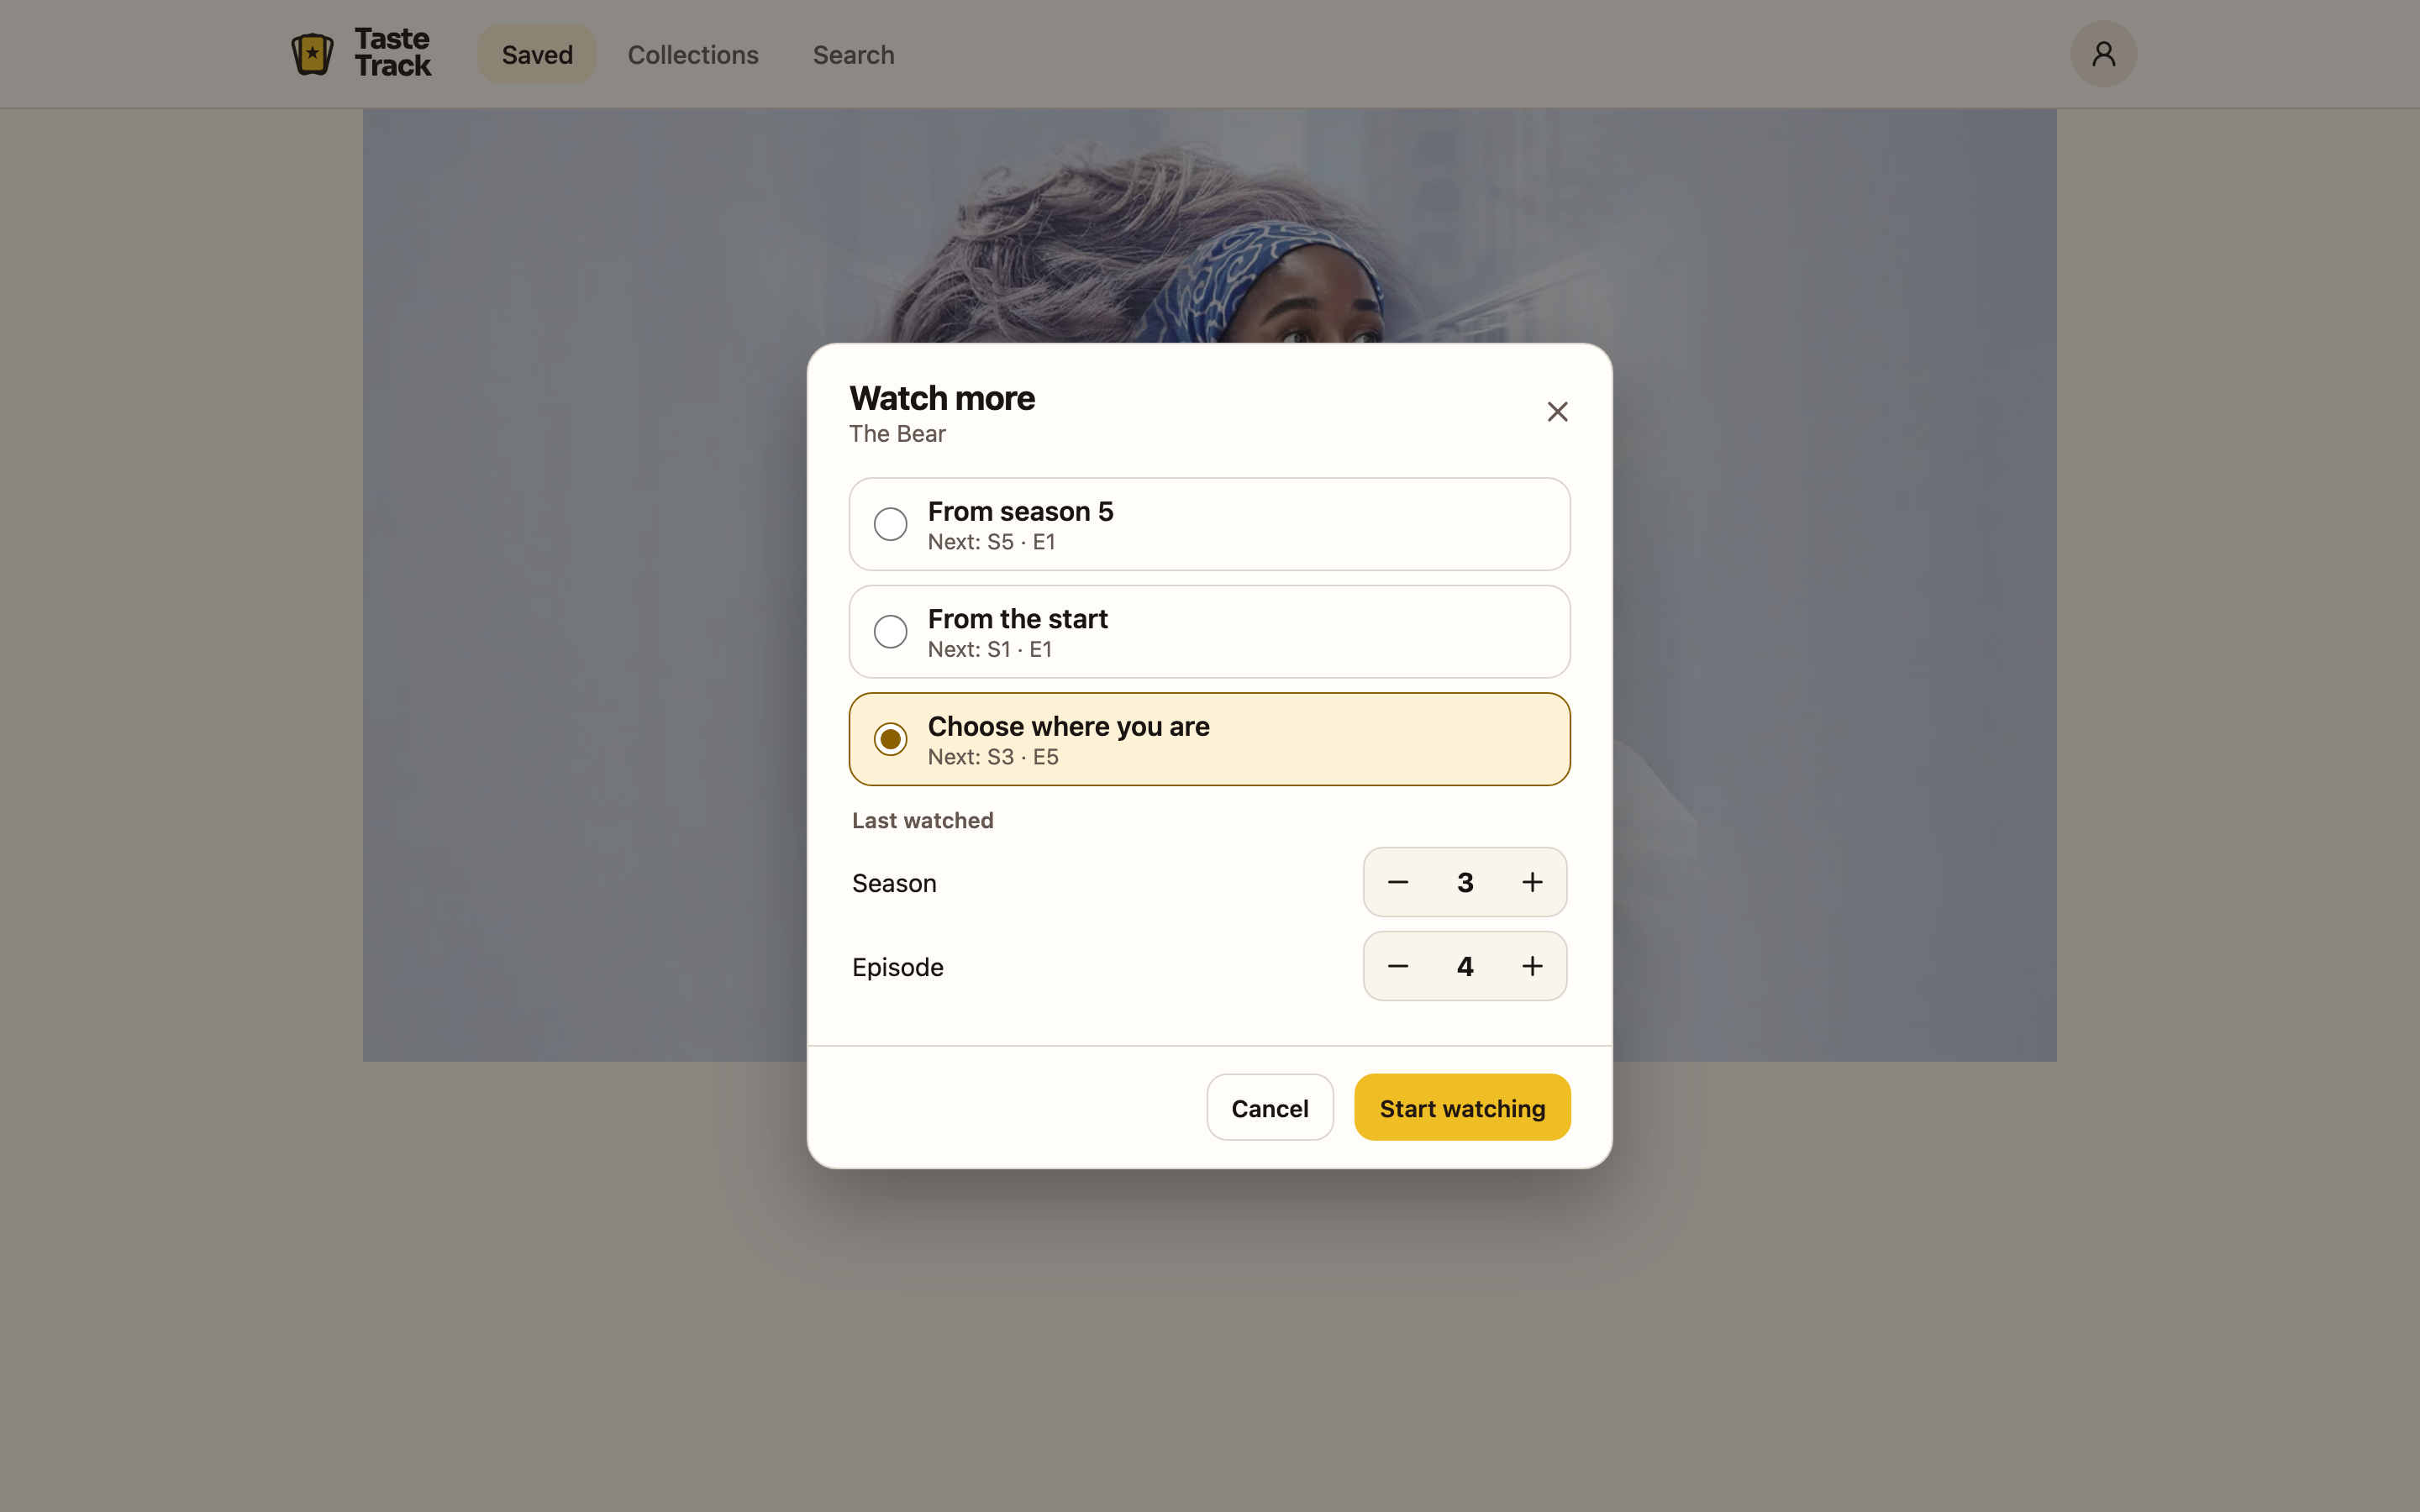 Taste
Track
Saved
Collections
Search
Watch more
The Bear
From season 5
Next: S5 · E1
From the start
Next: S1 · E1
Choose where you are
Next: S3 · E5
Last watched
Season
3
Episode
4
Cancel
Start watching